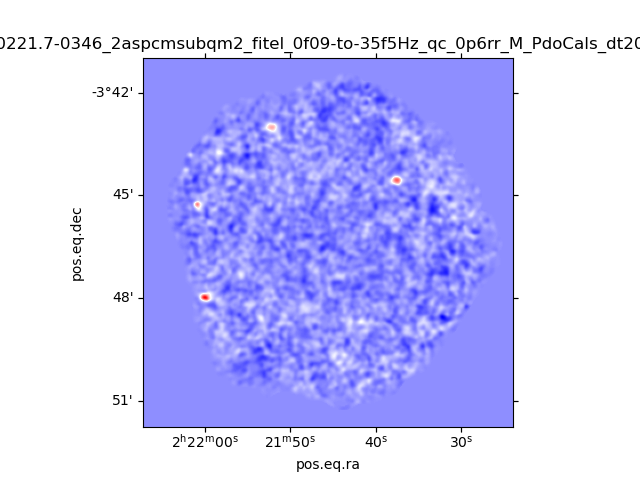 0221.7-0346_2aspcmsubqm2_fitel_0f09-to-35f5Hz_qc_0p6rr_M_PdoCals_dt20
-3°42'
45'
48'
51'
pos.eq.dec
2ʰ22ᵐ00ˢ 21ᵐ50ˢ 40ˢ 30ˢ
pos.eq.ra